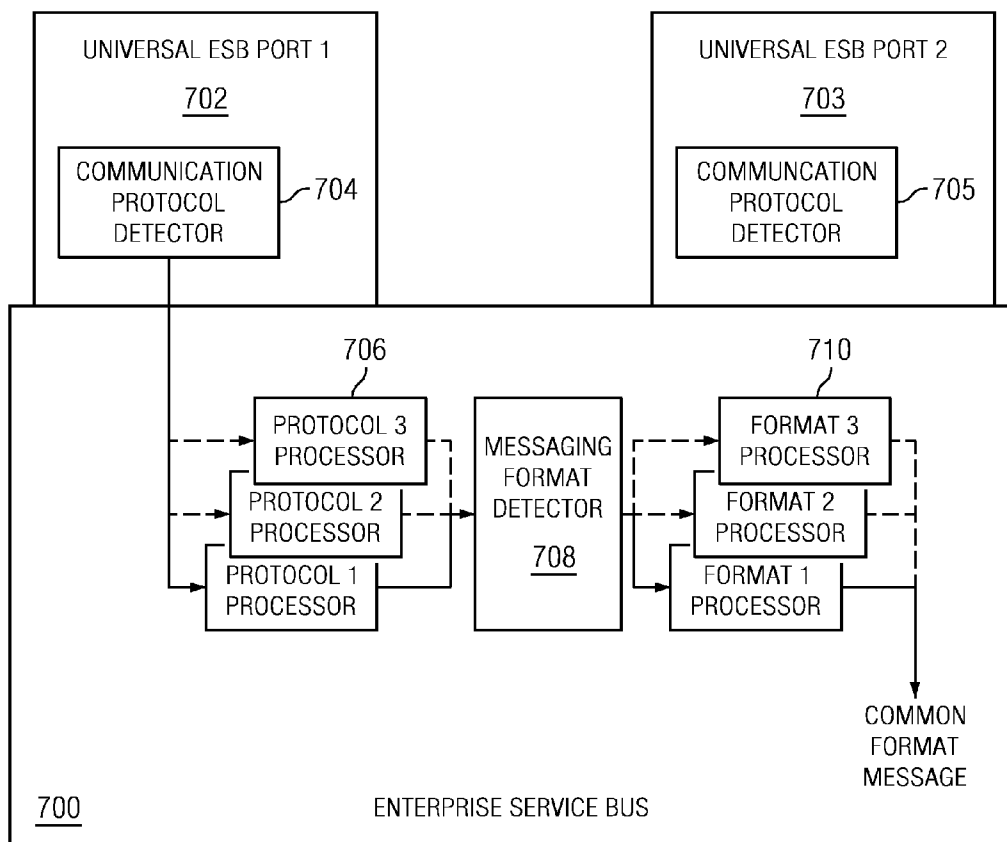 UNIVERSAL ESB PORT 1
702
COMMUNICATION
PROTOCOL
DETECTOR
704
UNIVERSAL ESB PORT 2
703
COMMUNCATION
PROTOCOL
DETECTOR
705
706
PROTOCOL 3
PROCESSOR
PROTOCOL 2
PROCESSOR
PROTOCOL 1
PROCESSOR
MESSAGING
FORMAT
DETECTOR
708
710
FORMAT 3
PROCESSOR
FORMAT 2
PROCESSOR
FORMAT 1
PROCESSOR
COMMON
FORMAT
MESSAGE
700
ENTERPRISE SERVICE BUS